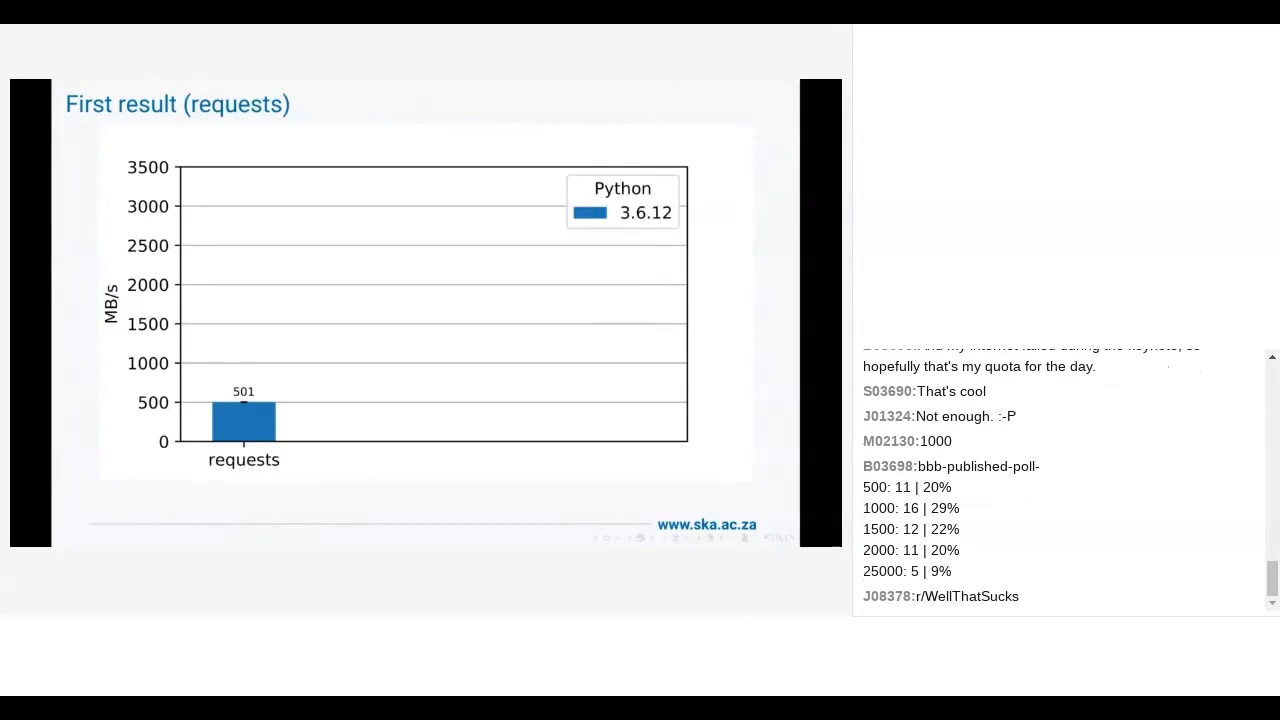 First result (requests)
3500
3000
2500
2000
1500
1000
500
0
MB/s
501
requests
Python
3.6.12
www.ska.ac.za
hopefully that's my quota for the day.
S03690:That's cool
J01324:Not enough. :-P
M02130:1000
B03698:bbb-published-poll-
500: 11 | 20%
1000: 16 | 29%
1500: 12 | 22%
2000: 11 | 20%
25000: 5 | 9%
J08378:r/WellThatSucks